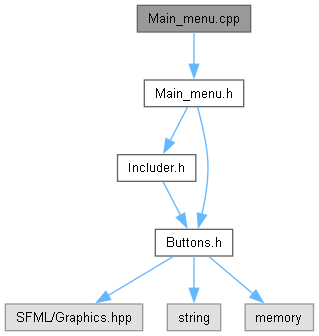 Main_menu.cpp
Main_menu.h
Includer.h
Buttons.h
SFML/Graphics.hpp
string
memory